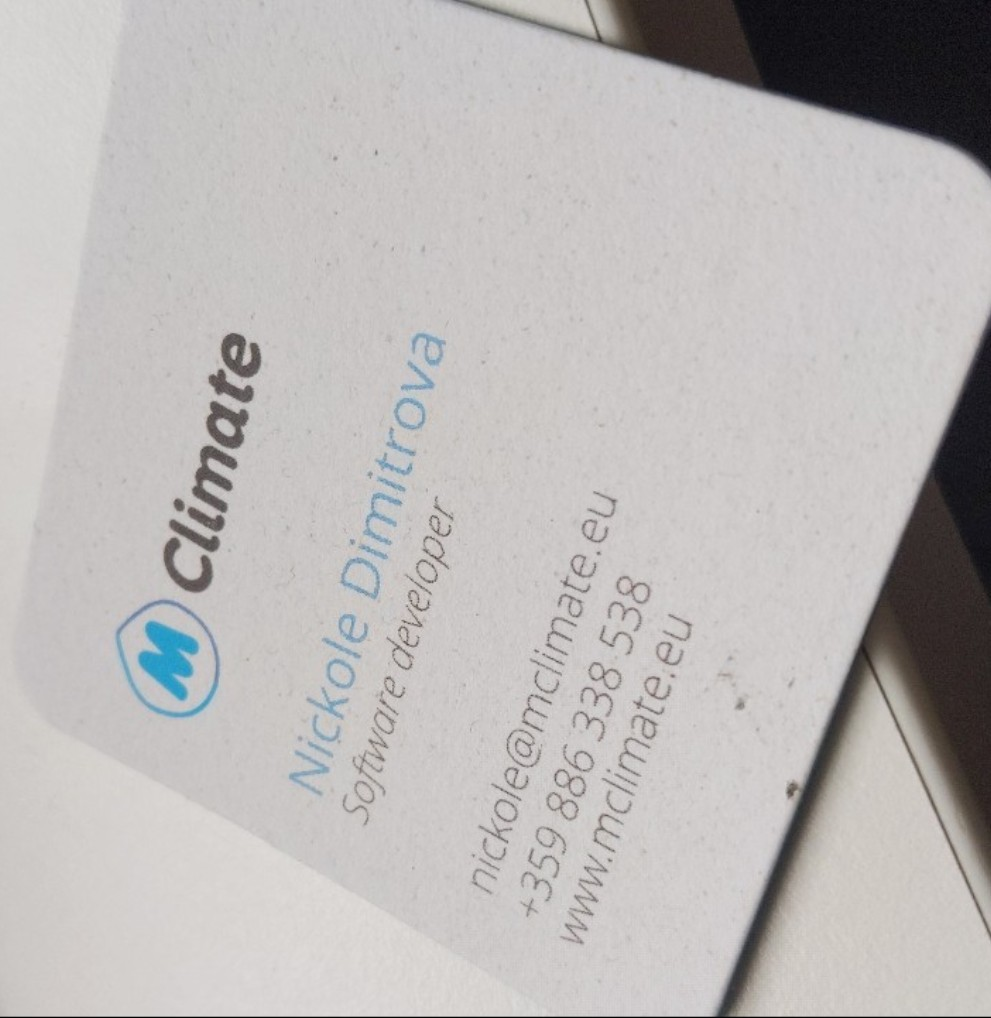 M Climate
Nickole Dimitrova
Software developer
nickole@mclimate.eu
+359 886 338 538
www.mclimate.eu